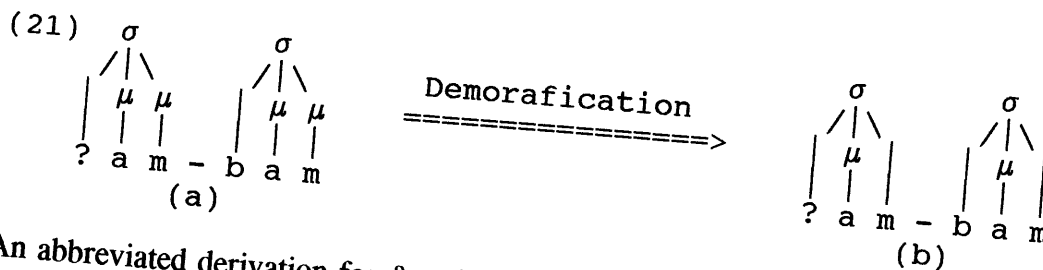 (21) σ σ σ σ
μ μ μ μ Demorafication μ μ
================>
? a m - b a m ? a m - b a m
(a) (b)
An abbreviated derivation for